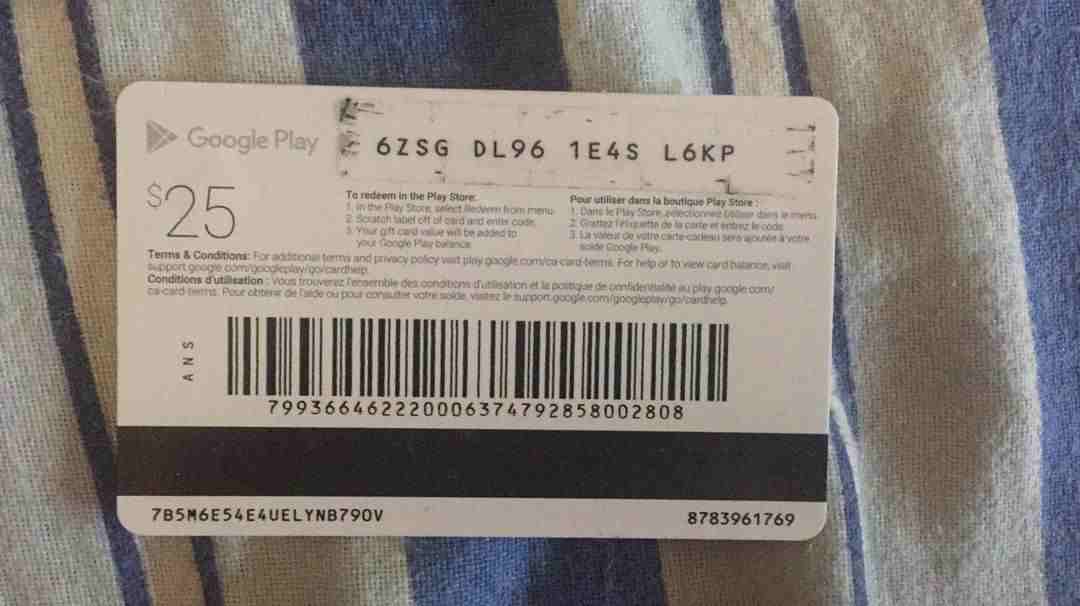 Google Play
6ZSG DL96 1E4S L6KP
$25
To redeem in the Play Store:
1. In the Play Store, select Redeem from menu.
2. Scratch label off of card and enter code.
3. Your gift card value will be added to
your Google Play balance.
Pour utiliser dans la boutique Play Store :
1. Dans le Play Store, sélectionnez Utiliser dans le menu.
2. Grattez l'étiquette de la carte et entrez le code.
3. La valeur de votre carte-cadeau sera ajoutée à votre
solde Google Play.
Terms & Conditions: For additional terms and privacy policy visit play.google.com/ca-card-terms. For help or to view card balance, visit
support.google.com/googleplay/go/cardhelp.
Conditions d'utilisation : Vous trouverez l'ensemble des conditions d'utilisation et la politique de confidentialité au play.google.com/
ca-card-terms. Pour obtenir de l'aide ou pour consulter votre solde, visitez le support.google.com/googleplay/go/cardhelp.
ANS
799366462220006374792858002808
7B5M6E54E4UELYNB79OV
8783961769